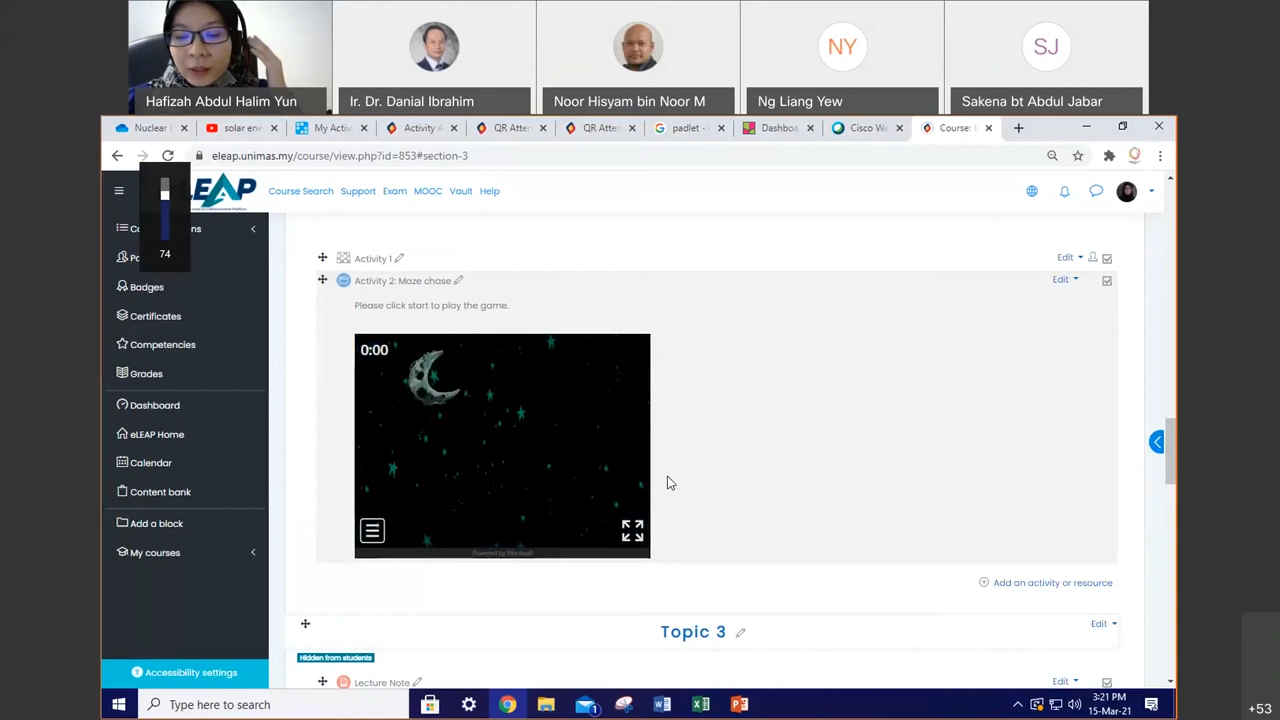 Hafizah Abdul Halim Yun
Ir. Dr. Danial Ibrahim
Noor Hisyam bin Noor M
NY
Ng Liang Yew
SJ
Sakena bt Abdul Jabar
Nuclear
solar ene
My Activ
Activity A
QR Atten
QR Atten
padlet -
Dashboa
Cisco We
Course:
eleap.unimas.my/course/view.php?id=853#section-3
LEAP
Course Search
Support
Exam
MOOC
Vault
Help
74
Badges
Certificates
Competencies
Grades
Dashboard
eLEAP Home
Calendar
Content bank
Add a block
My courses
Accessibility settings
Activity 1
Edit
Activity 2: Maze chase
Edit
Please click start to play the game.
0:00
Powered by Wordwall
Add an activity or resource
Topic 3
Edit
Hidden from students
Lecture Note
Edit
Type here to search
1
3:21 PM
15-Mar-21
+53